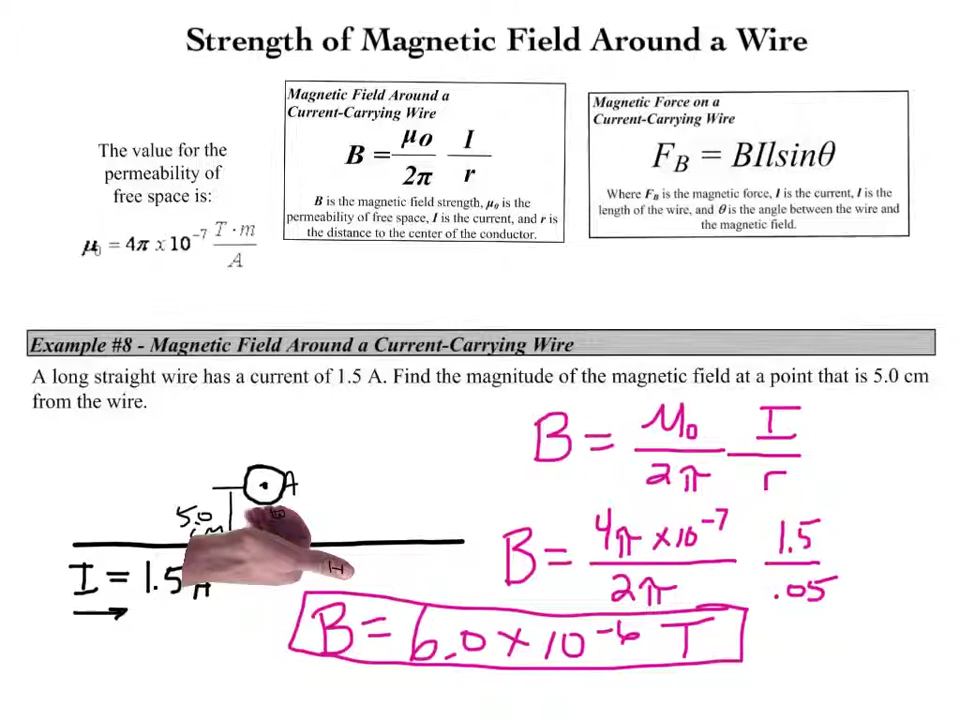 Strength of Magnetic Field Around a Wire
The value for the
permeability of
free space is:
μ₀ = 4π x 10⁻⁷ T · m / A
Magnetic Field Around a
Current-Carrying Wire
B = μo/2π I/r
B is the magnetic field strength, μ₀ is the
permeability of free space, I is the current, and r is
the distance to the center of the conductor.
Magnetic Force on a
Current-Carrying Wire
F_B = BIlsinθ
Where F_B is the magnetic force, I is the current, l is the
length of the wire, and θ is the angle between the wire and
the magnetic field.
Example #8 - Magnetic Field Around a Current-Carrying Wire
A long straight wire has a current of 1.5 A. Find the magnitude of the magnetic field at a point that is 5.0 cm
from the wire.
B = μ₀/2π I/r
A
5.0
cm
B = 4π x 10⁻⁷/2π 1.5/.05
I = 1.5 A
B = 6.0 x 10⁻⁶ T